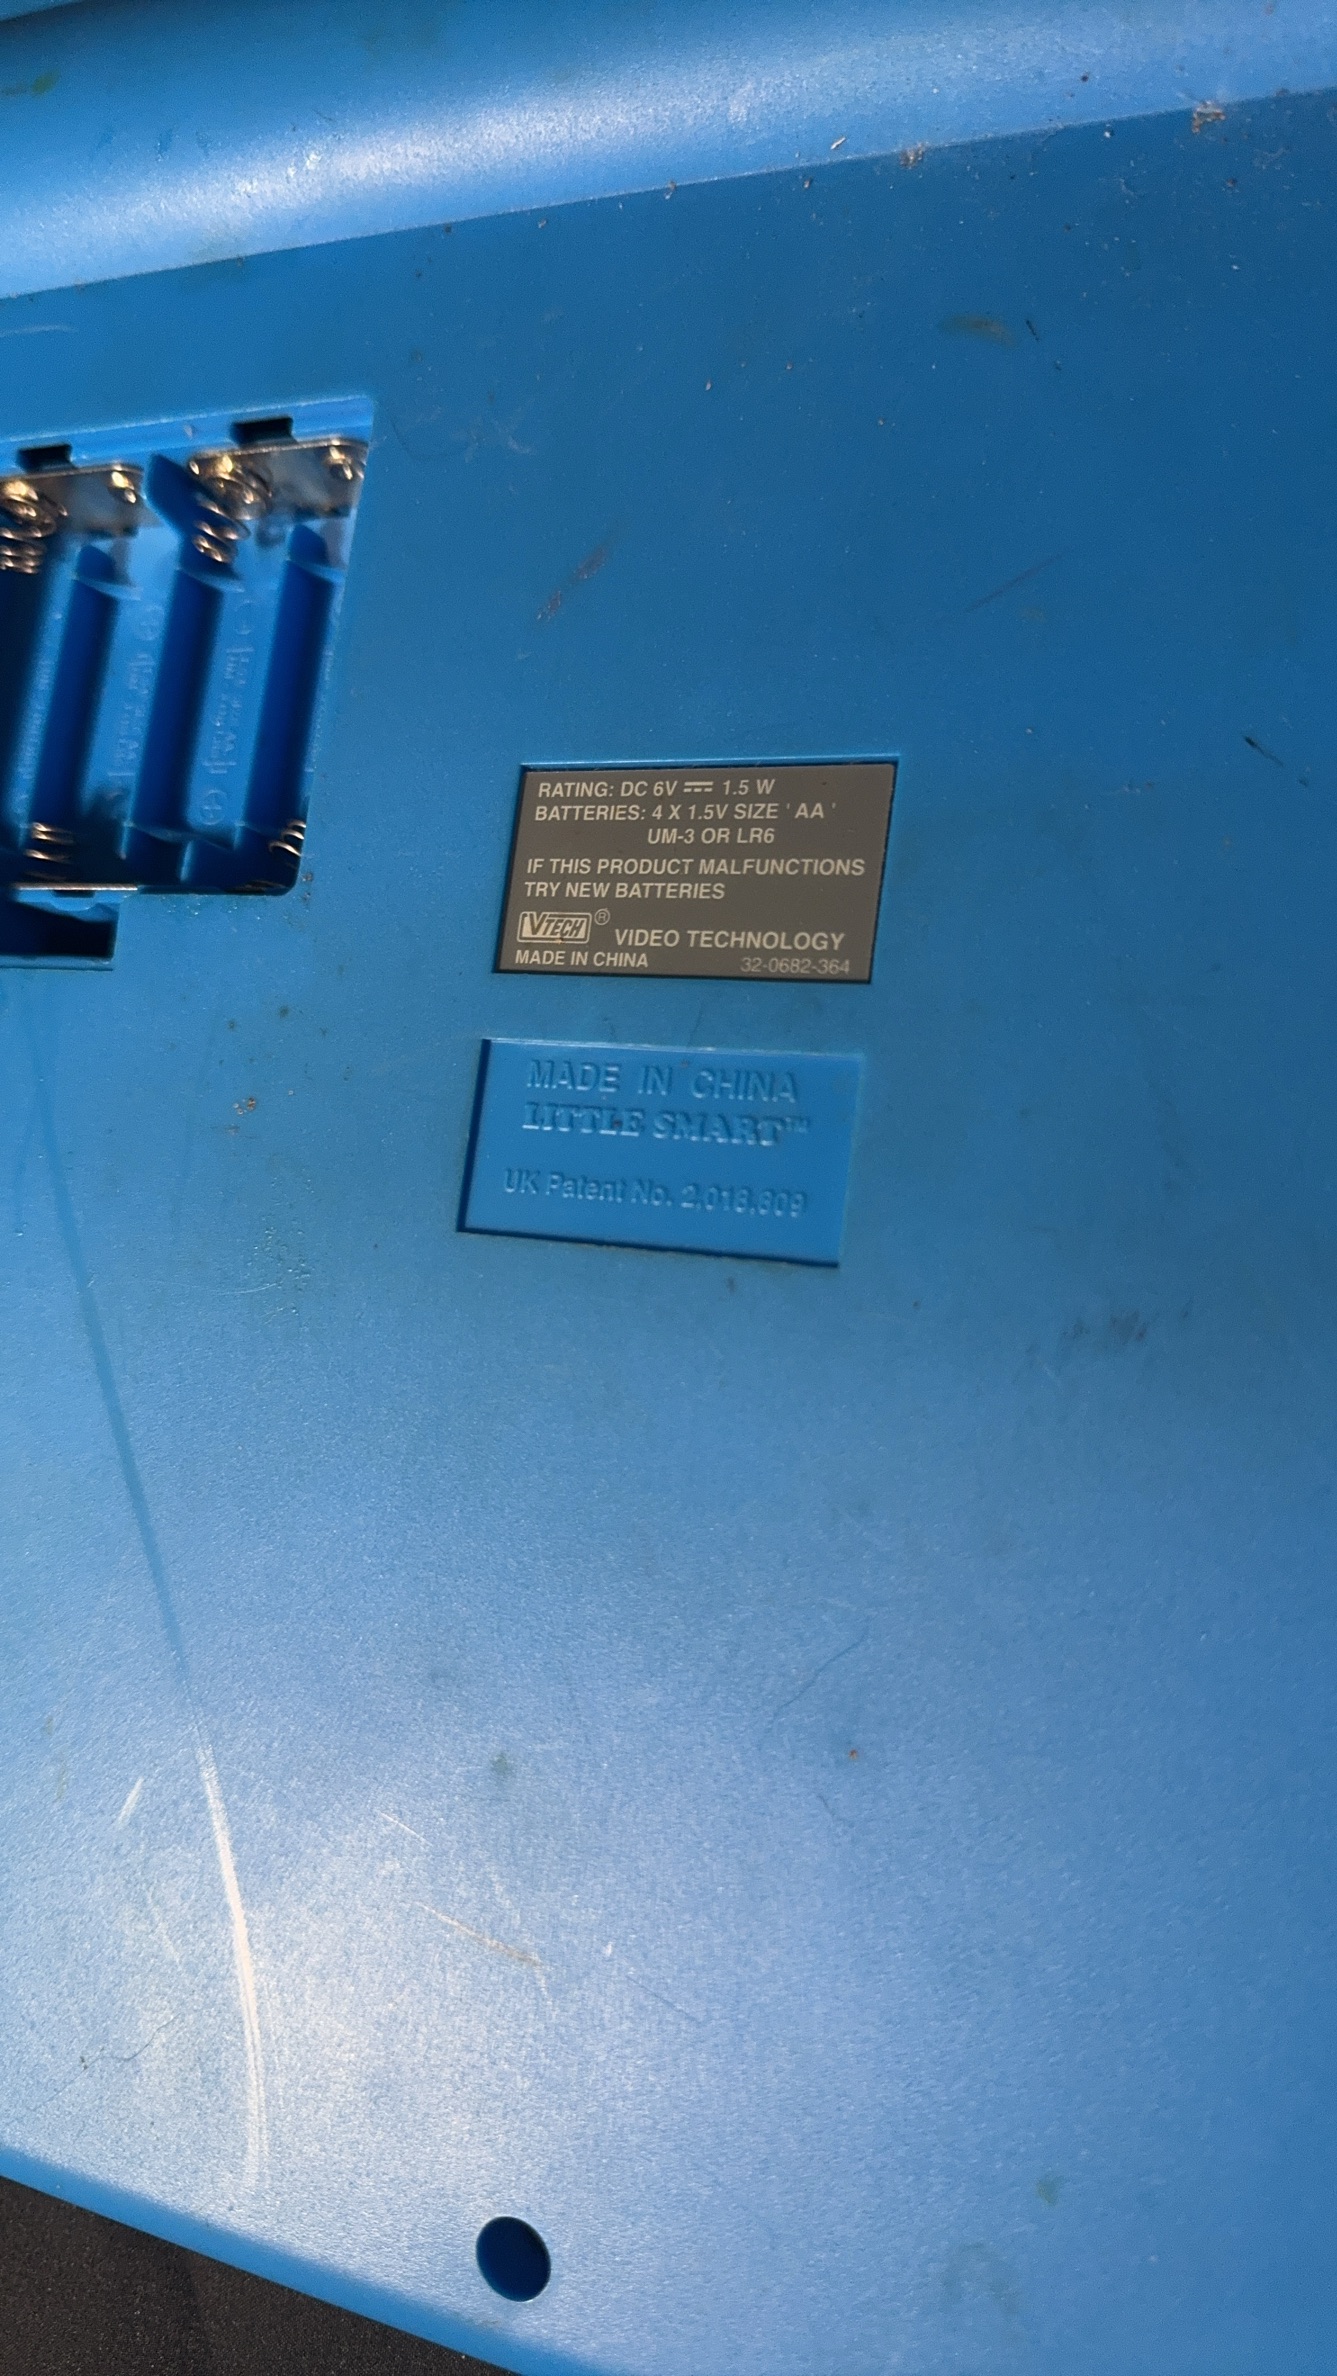 RATING: DC 6V ⎓ 1.5 W
BATTERIES: 4 X 1.5V SIZE ' AA '
UM-3 OR LR6
IF THIS PRODUCT MALFUNCTIONS
TRY NEW BATTERIES
VTECH® VIDEO TECHNOLOGY
MADE IN CHINA 32-0682-364
MADE IN CHINA
LITTLE SMART™
UK Patent No. 2,018,809